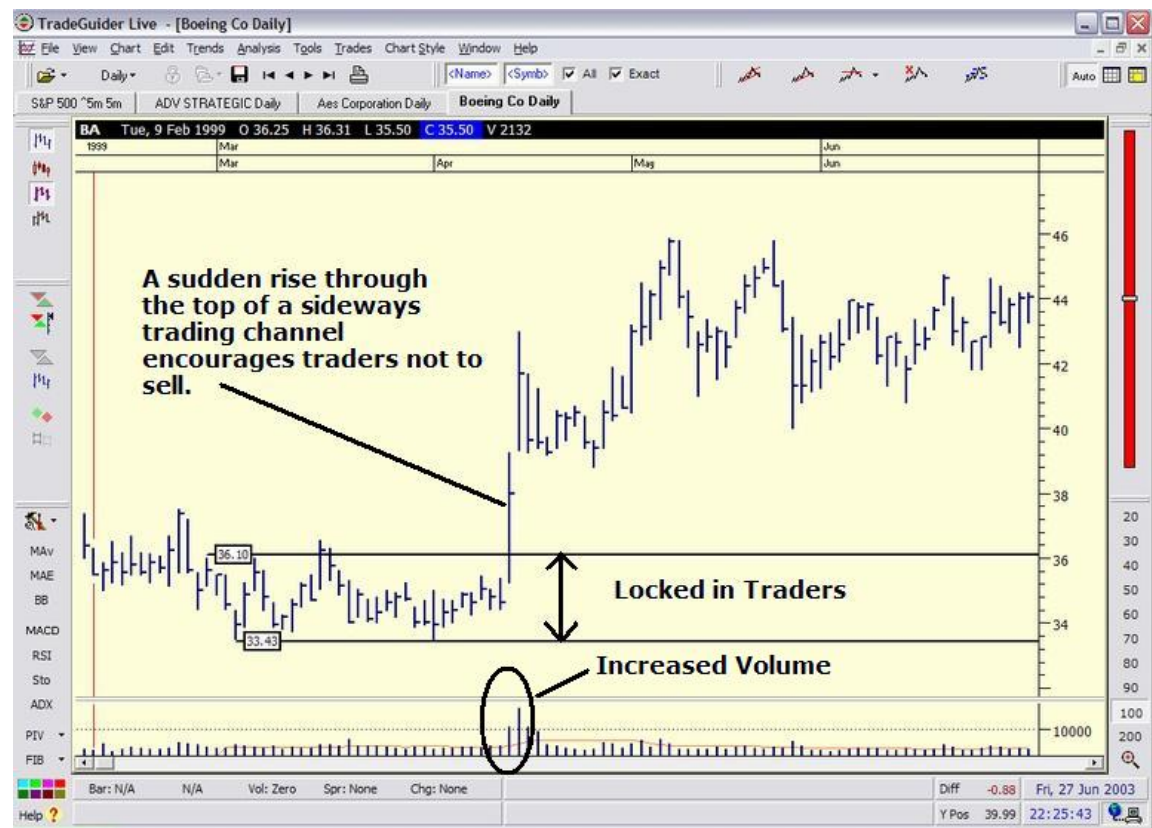 TradeGuider Live - [Boeing Co Daily]
File View Chart Edit Trends Analysis Tools Trades Chart Style Window Help
Daily <Name> <Symb> All Exact Auto
S&P 500 ^5m 5m ADV STRATEGIC Daily Aes Corporation Daily Boeing Co Daily
BA Tue, 9 Feb 1999 O 36.25 H 36.31 L 35.50 C 35.50 V 2132
1999 Mar Jun
Mar Apr May Jun
46
A sudden rise through
the top of a sideways
trading channel
encourages traders not to
sell.
44
42
40
38
36
34
36.10
33.43
Locked in Traders
Increased Volume
10000
MAv
MAE
BB
MACD
RSI
Sto
ADX
PIV
FIB
20
30
40
50
60
70
80
90
100
200
Bar: N/A N/A Vol: Zero Spr: None Chg: None Diff -0.88 Fri, 27 Jun 2003
Help ? Y Pos 39.99 22:25:43